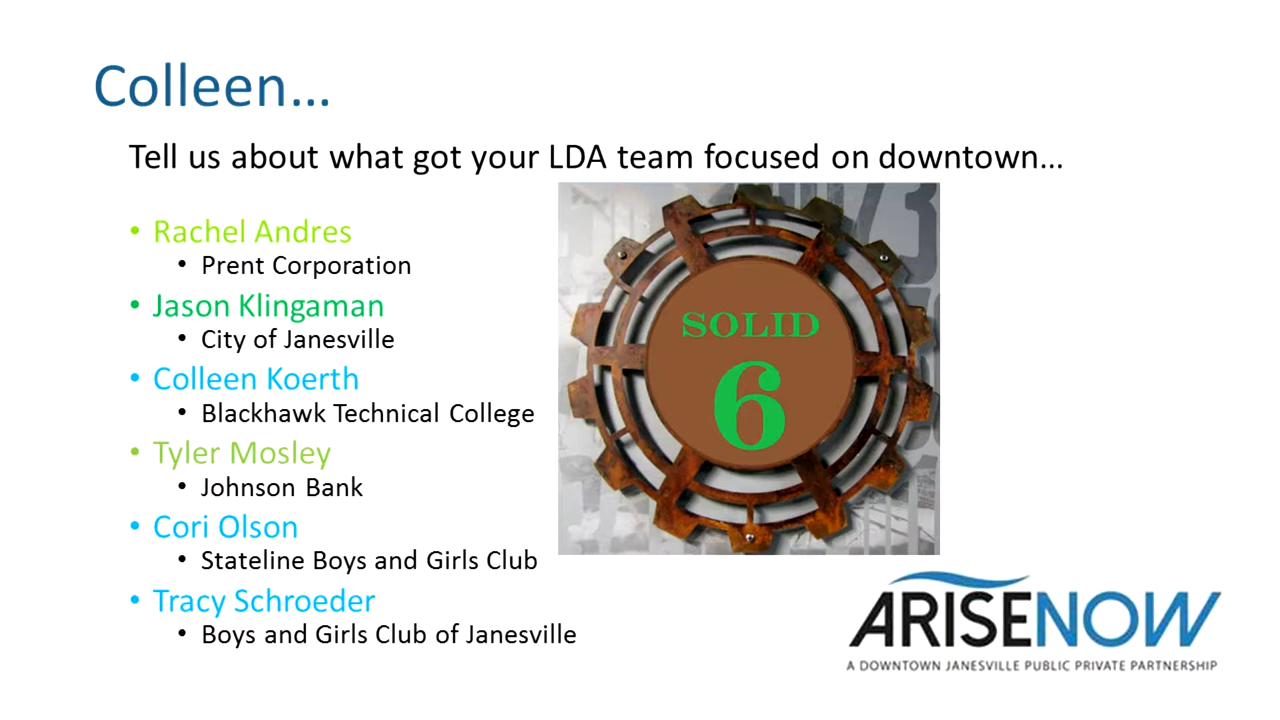 Colleen…
Tell us about what got your LDA team focused on downtown…
• Rachel Andres
• Prent Corporation
• Jason Klingaman
• City of Janesville
• Colleen Koerth
• Blackhawk Technical College
• Tyler Mosley
• Johnson Bank
• Cori Olson
• Stateline Boys and Girls Club
• Tracy Schroeder
• Boys and Girls Club of Janesville
SOLID
6
ARISENOW
A DOWNTOWN JANESVILLE PUBLIC PRIVATE PARTNERSHIP